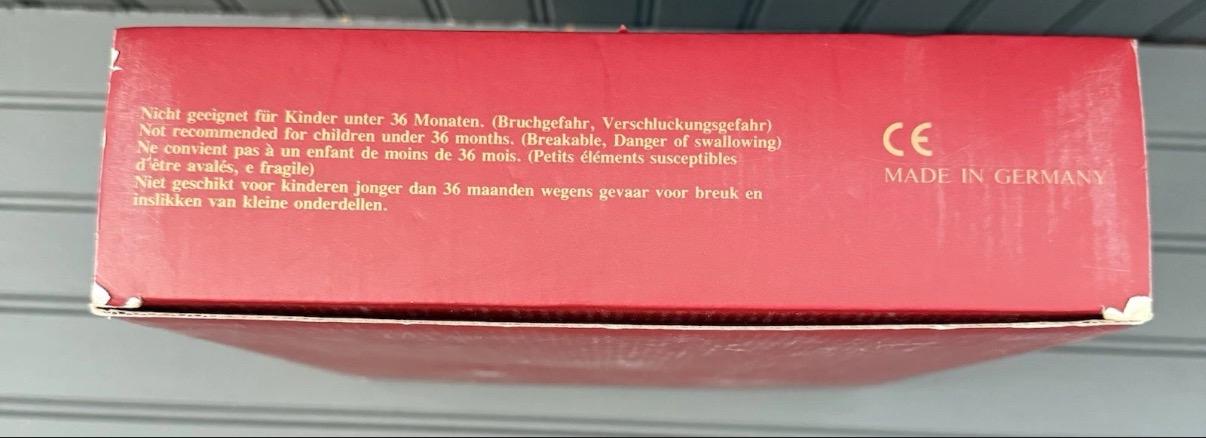 Nicht geeignet für Kinder unter 36 Monaten. (Bruchgefahr, Verschluckungsgefahr)
Not recommended for children under 36 months. (Breakable, Danger of swallowing)
Ne convient pas à un enfant de moins de 36 mois. (Petits éléments susceptibles
d'être avalés, e fragile)
Niet geschikt voor kinderen jonger dan 36 maanden wegens gevaar voor breuk en
inslikken van kleine onderdellen.
CE
MADE IN GERMANY